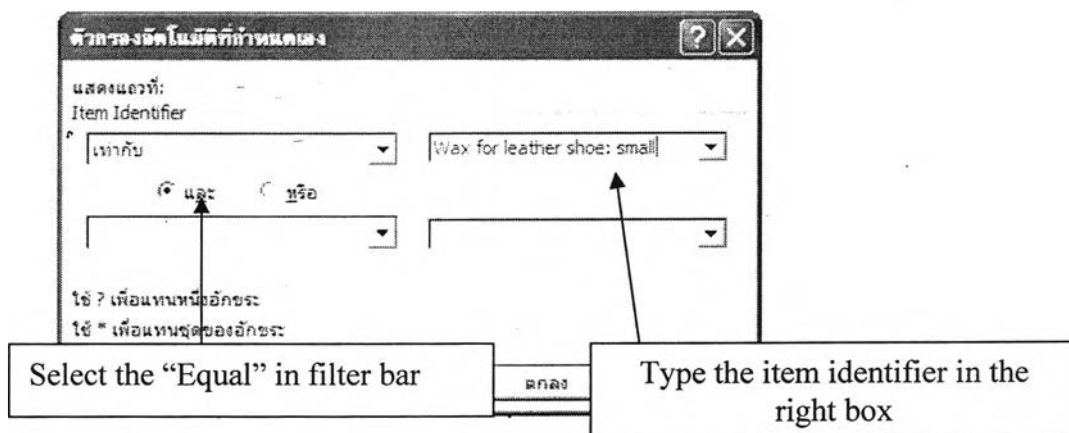 ตัวกรองอัตโนมัติที่กำหนดเอง
แสดงแถวที่:
Item Identifier
เท่ากับ
Wax for leather shoe: small
และ หรือ
ใช้ ? เพื่อแทนหนึ่งอักขระ
ใช้ * เพื่อแทนชุดของอักขระ
Select the “Equal” in filter bar
ตกลง
Type the item identifier in the
right box